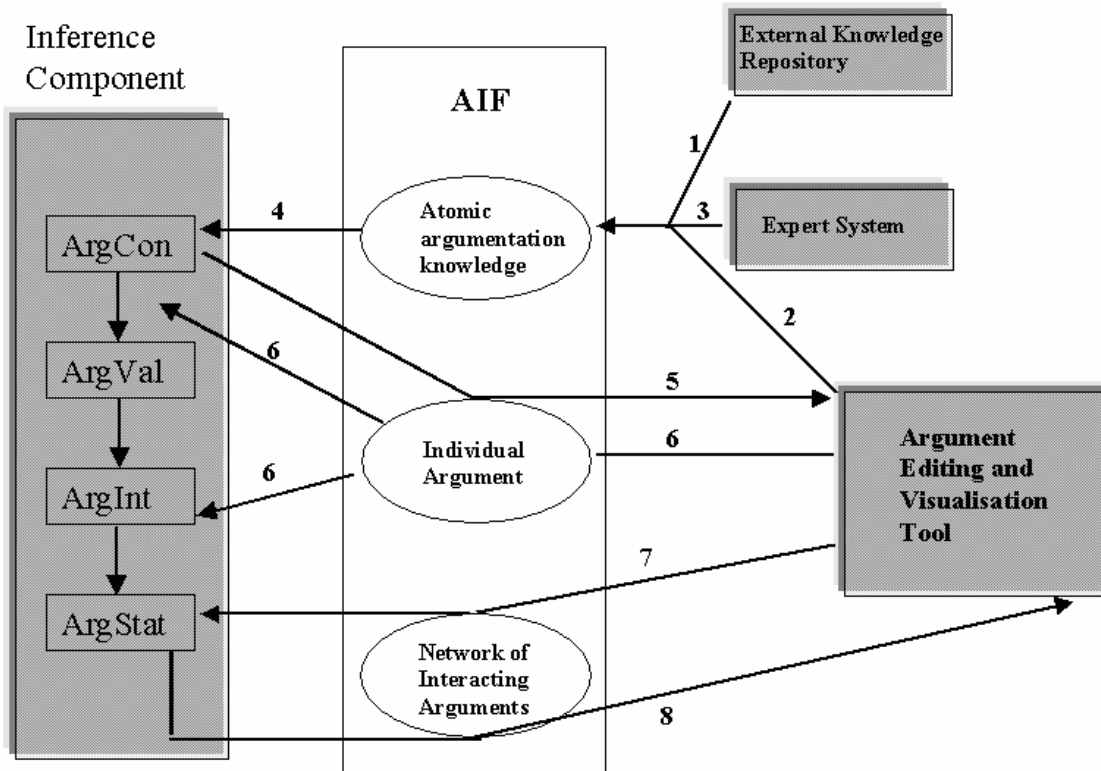 Inference
Component
AIF
External Knowledge
Repository
1
3
Expert System
4
Atomic
argumentation
knowledge
ArgCon
2
6
ArgVal
5
Individual
Argument
6
Argument
Editing and
Visualisation
Tool
6
ArgInt
7
ArgStat
Network of
Interacting
Arguments
8